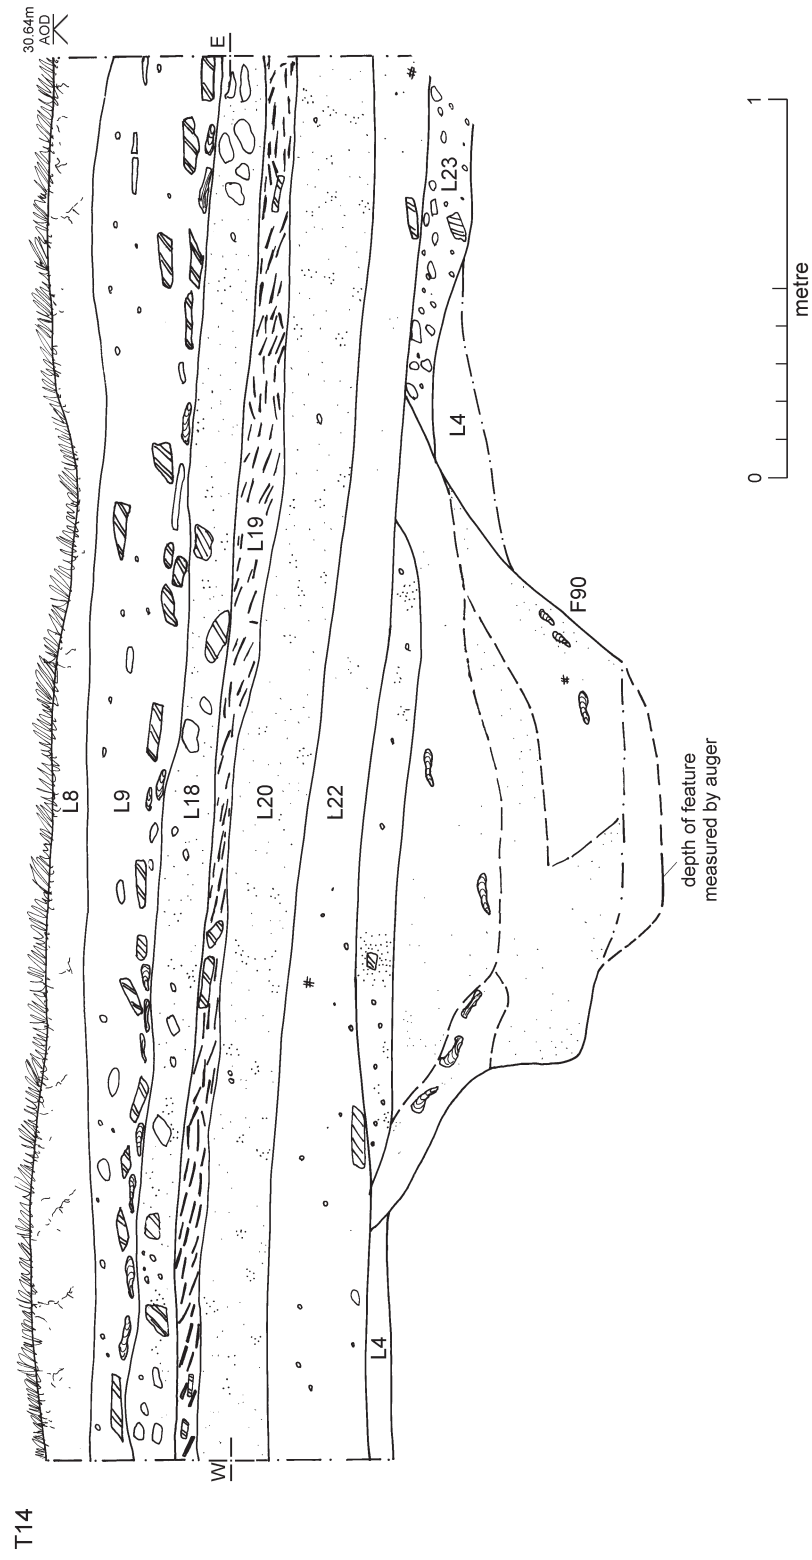 T14
30.64m
AOD
W
E
L8
L9
L18
L19
L20
L22
L23
L4
L4
F90
depth of feature
measured by auger
0
1
metre